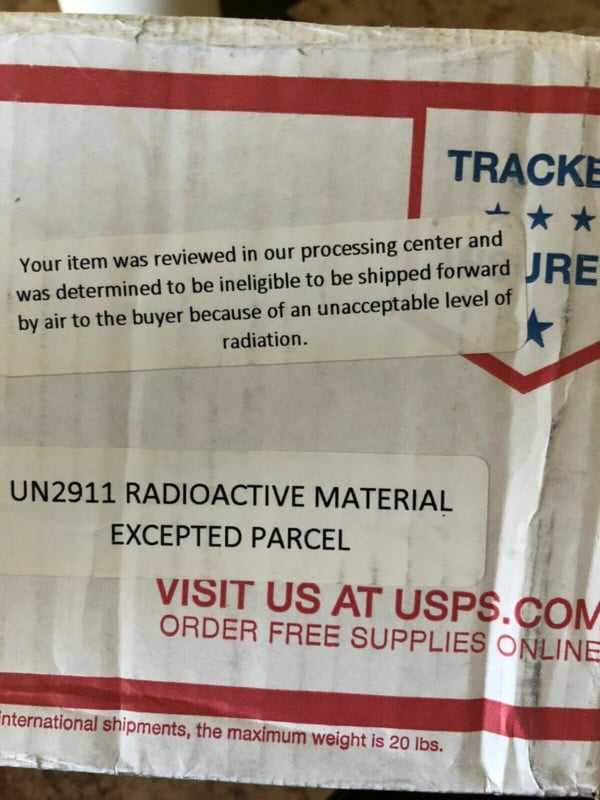 TRACKE
Your item was reviewed in our processing center and
was determined to be ineligible to be shipped forward
by air to the buyer because of an unacceptable level of
radiation.
URE
UN2911 RADIOACTIVE MATERIAL
EXCEPTED PARCEL
VISIT US AT USPS.COM
ORDER FREE SUPPLIES ONLINE
international shipments, the maximum weight is 20 lbs.